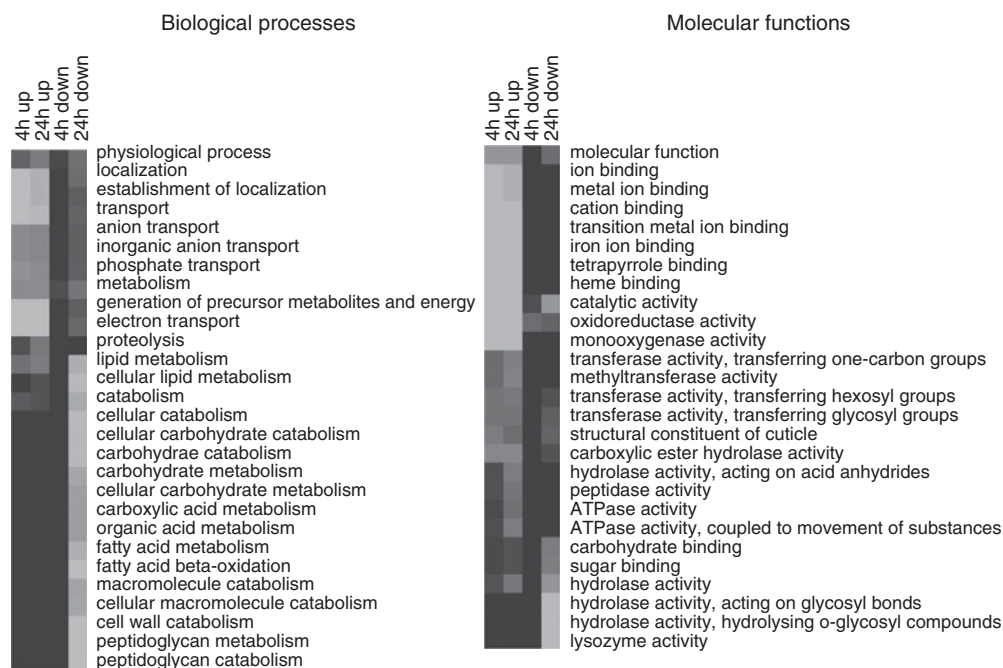 Biological processes
4h up
24h up
4h down
24h down
physiological process
localization
establishment of localization
transport
anion transport
inorganic anion transport
phosphate transport
metabolism
generation of precursor metabolites and energy
electron transport
proteolysis
lipid metabolism
cellular lipid metabolism
catabolism
cellular catabolism
cellular carbohydrate catabolism
carbohydrae catabolism
carbohydrate metabolism
cellular carbohydrate metabolism
carboxylic acid metabolism
organic acid metabolism
fatty acid metabolism
fatty acid beta-oxidation
macromolecule catabolism
cellular macromolecule catabolism
cell wall catabolism
peptidoglycan metabolism
peptidoglycan catabolism
Molecular functions
4h up
24h up
4h down
24h down
molecular function
ion binding
metal ion binding
cation binding
transition metal ion binding
iron ion binding
tetrapyrrole binding
heme binding
catalytic activity
oxidoreductase activity
monooxygenase activity
transferase activity, transferring one-carbon groups
methyltransferase activity
transferase activity, transferring hexosyl groups
transferase activity, transferring glycosyl groups
structural constituent of cuticle
carboxylic ester hydrolase activity
hydrolase activity, acting on acid anhydrides
peptidase activity
ATPase activity
ATPase activity, coupled to movement of substances
carbohydrate binding
sugar binding
hydrolase activity
hydrolase activity, acting on glycosyl bonds
hydrolase activity, hydrolysing o-glycosyl compounds
lysozyme activity